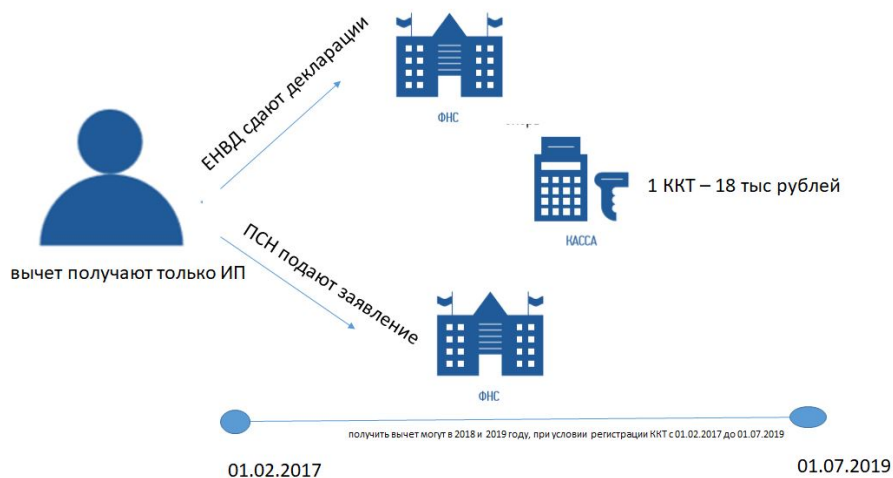 ЕНВД сдают декларации
ФНС
1 ККТ – 18 тыс рублей
КАССА
вычет получают только ИП
ПСН подают заявление
ФНС
получить вычет могут в 2018 и 2019 году, при условии регистрации ККТ с 01.02.2017 до 01.07.2019
01.02.2017
01.07.2019